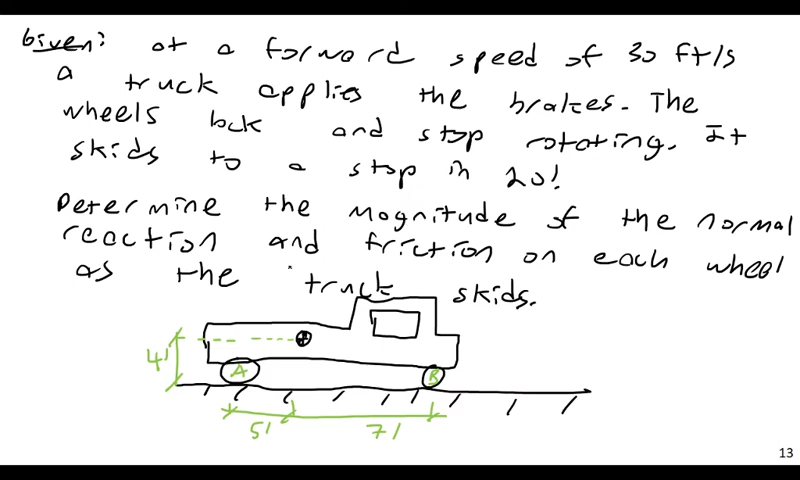 Given: at a forward speed of 30 ft/s
a truck applies the brakes. The
wheels lock and stop rotating. It
skids to a stop in 20'
Determine the magnitude of the normal
reaction and friction on each wheel
as the truck skids.
4'
A
B
5'
7'
13